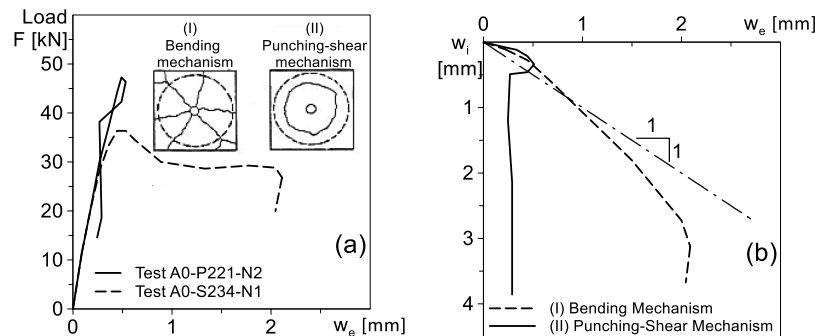 Load
F [kN]
60
50
40
30
20
10
0
0
1
2
w_e [mm]
(I)
Bending
mechanism
(II)
Punching-shear
mechanism
(a)
Test A0-P221-N2
Test A0-S234-N1
0
1
2
w_e [mm]
w_i
[mm]
1
2
3
4
1
1
(b)
(I) Bending Mechanism
(II) Punching-Shear Mechanism